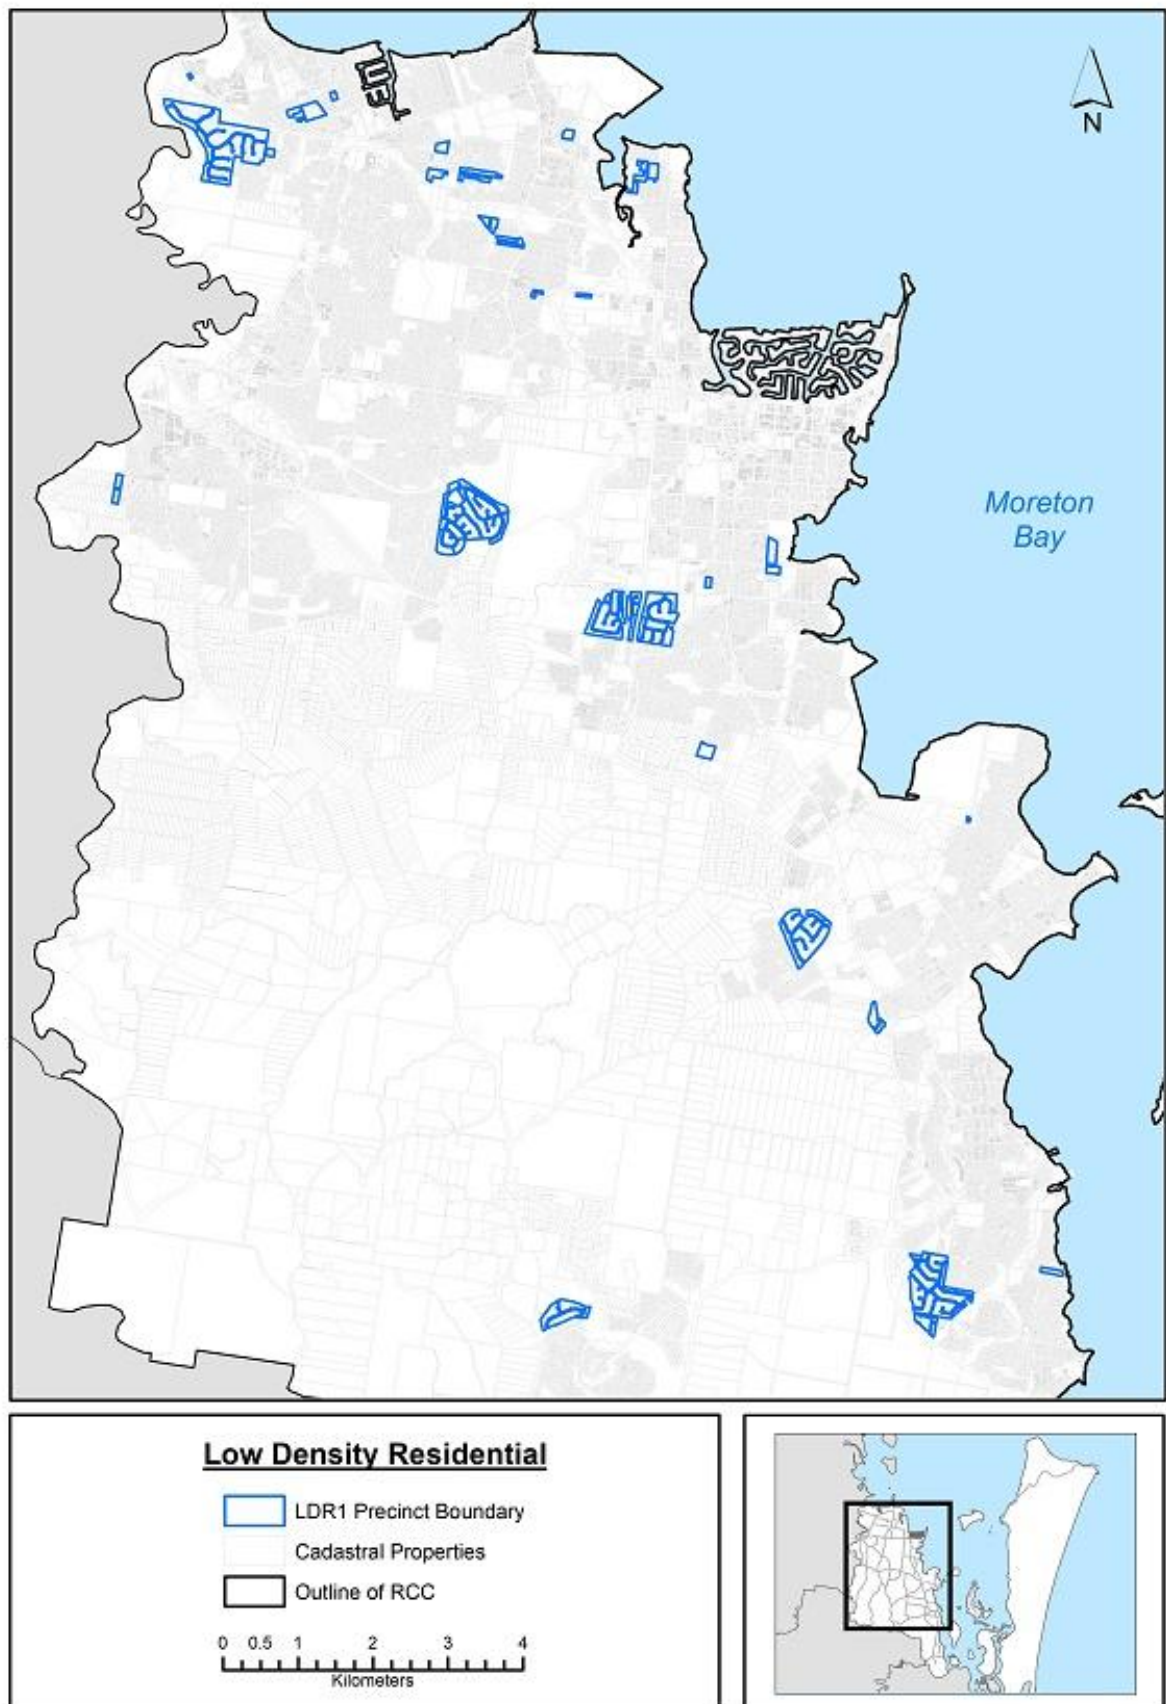 N
Moreton
Bay
Low Density Residential
LDR1 Precinct Boundary
Cadastral Properties
Outline of RCC
0 0.5 1 2 3 4
Kilometers